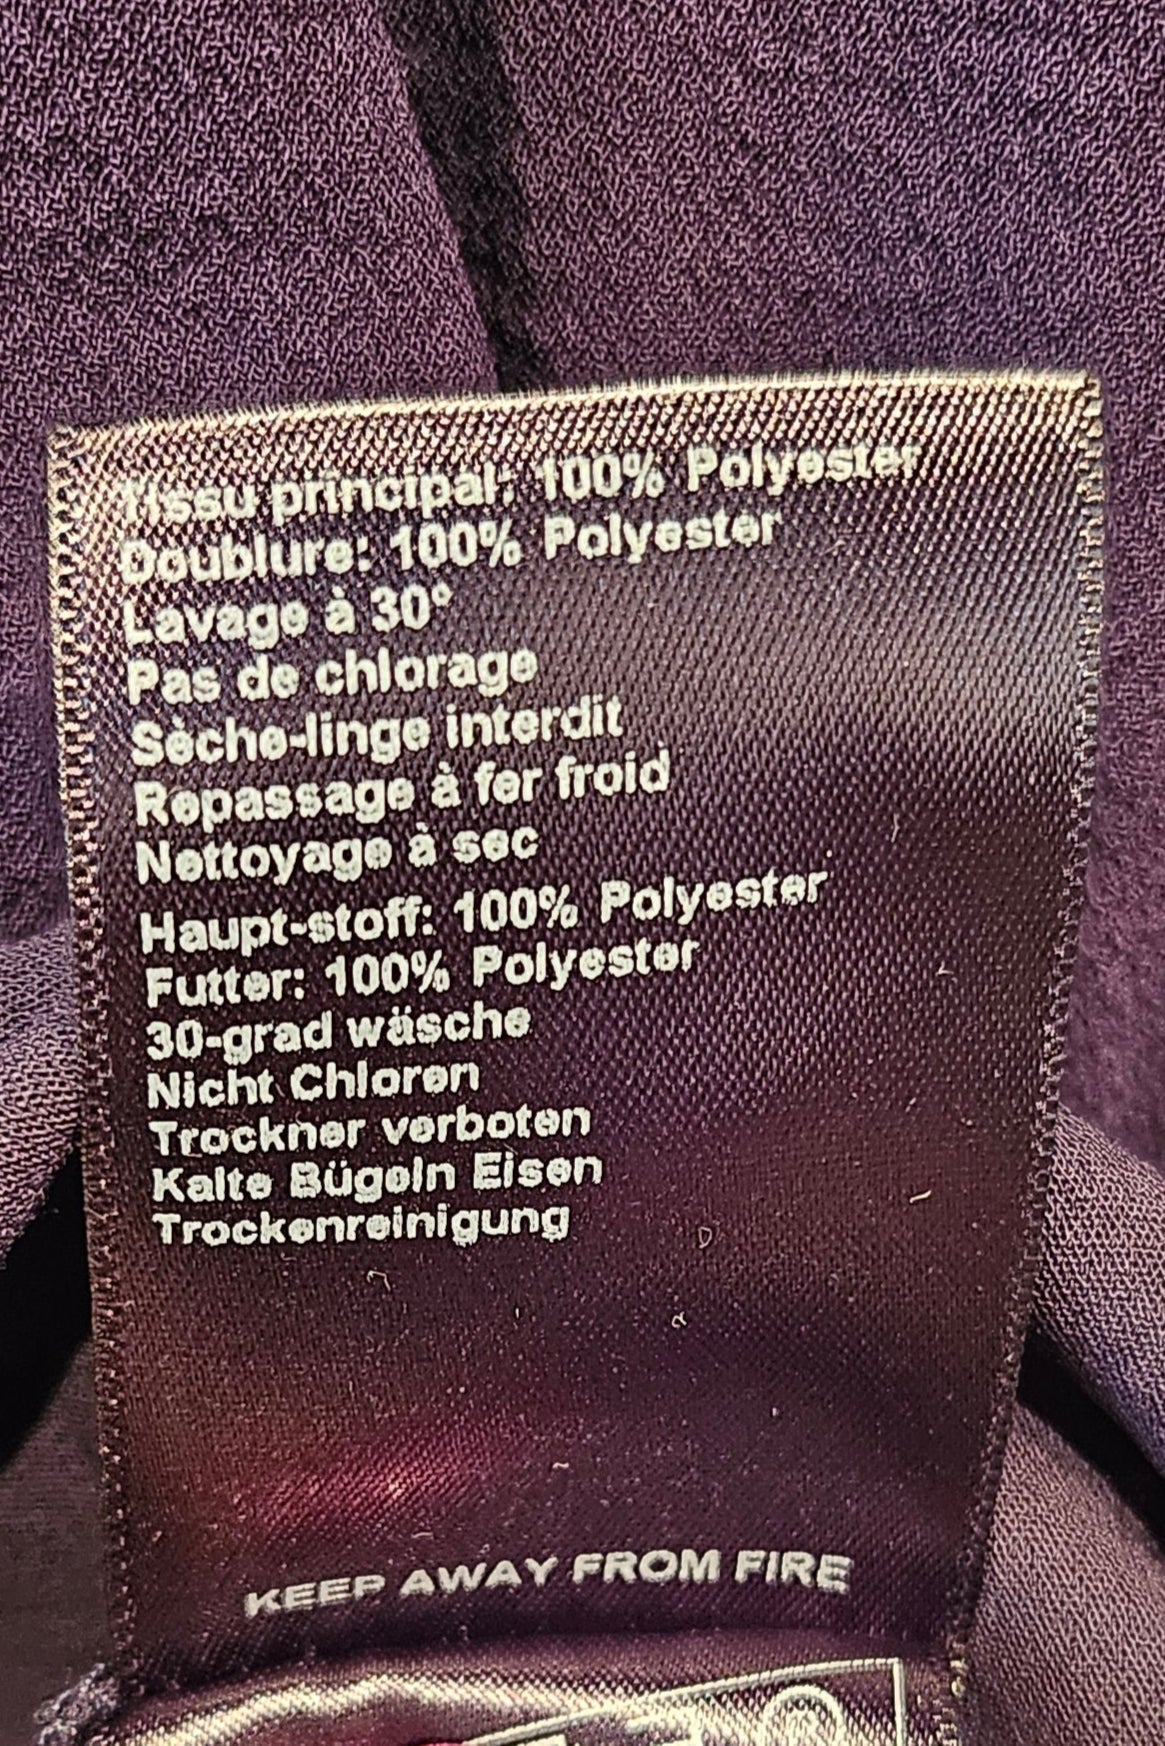 Tissu principal: 100% Polyester
Doublure: 100% Polyester
Lavage à 30°
Pas de chlorage
Sèche-linge interdit
Repassage à fer froid
Nettoyage à sec
Haupt-stoff: 100% Polyester
Futter: 100% Polyester
30-grad wäsche
Nicht Chloren
Trockner verboten
Kalte Bügeln Eisen
Trockenreinigung
KEEP AWAY FROM FIRE